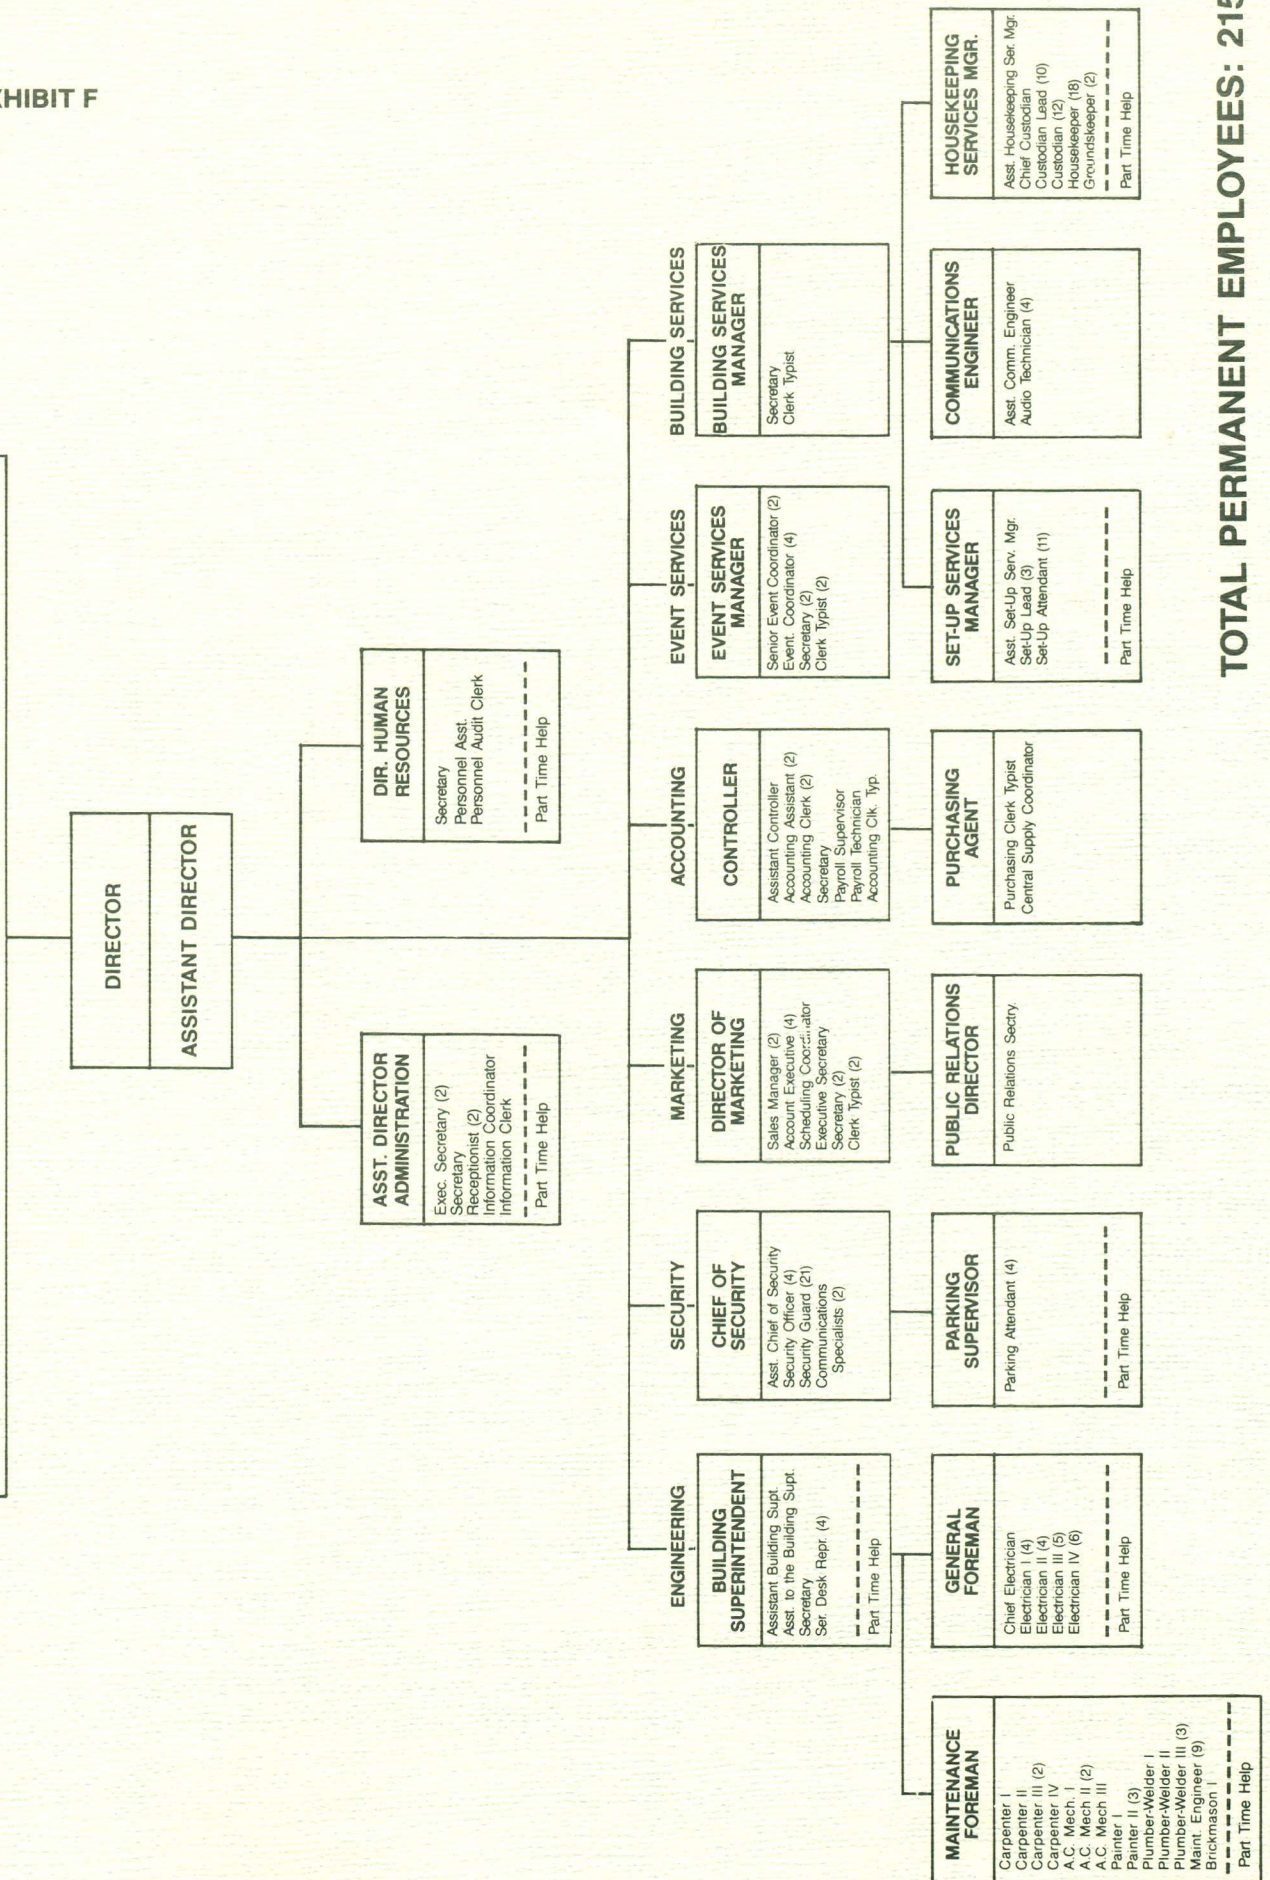 HIBIT F
DIRECTOR
ASSISTANT DIRECTOR
ASST. DIRECTOR
ADMINISTRATION
Exec. Secretary (2)
Secretary
Receptionist (2)
Information Coordinator
Information Clerk
Part Time Help
DIR. HUMAN
RESOURCES
Secretary
Personnel Asst.
Personnel Audit Clerk
Part Time Help
ENGINEERING
BUILDING
SUPERINTENDENT
Assistant Building Supt.
Asst. to the Building Supt.
Secretary
Ser. Desk Repr. (4)
Part Time Help
SECURITY
CHIEF OF
SECURITY
Asst. Chief of Security
Security Officer (4)
Security Guard (21)
Communications
Specialists (2)
MARKETING
DIRECTOR OF
MARKETING
Sales Manager (2)
Account Executive (4)
Scheduling Coordinator
Executive Secretary
Secretary (2)
Clerk Typist (2)
ACCOUNTING
CONTROLLER
Assistant Controller
Accounting Assistant (2)
Accounting Clerk (2)
Secretary
Payroll Supervisor
Payroll Technician
Accounting Clk. Typ.
EVENT SERVICES
EVENT SERVICES
MANAGER
Senior Event Coordinator (2)
Event. Coordinator (4)
Secretary (2)
Clerk Typist (2)
BUILDING SERVICES
BUILDING SERVICES
MANAGER
Secretary
Clerk Typist
MAINTENANCE
FOREMAN
Carpenter I
Carpenter II
Carpenter III (2)
Carpenter IV
A.C. Mech. I
A.C. Mech II (2)
A.C. Mech III
Painter I
Painter II (3)
Plumber-Welder I
Plumber-Welder II
Plumber-Welder III (3)
Maint. Engineer (9)
Brickmason I
Part Time Help
GENERAL
FOREMAN
Chief Electrician
Electrician I (4)
Electrician II (4)
Electrician III (5)
Electrician IV (6)
Part Time Help
PARKING
SUPERVISOR
Parking Attendant (4)
Part Time Help
PUBLIC RELATIONS
DIRECTOR
Public Relations Sectry.
PURCHASING
AGENT
Purchasing Clerk Typist
Central Supply Coordinator
SET-UP SERVICES
MANAGER
Asst. Set-Up Serv. Mgr.
Set-Up Lead (3)
Set-Up Attendant (11)
Part Time Help
COMMUNICATIONS
ENGINEER
Asst. Comm. Engineer
Audio Technician (4)
HOUSEKEEPING
SERVICES MGR.
Asst. Housekeeping Ser. Mgr.
Chief Custodian
Custodian Lead (10)
Custodian (12)
Housekeeper (18)
Groundskeeper (2)
Part Time Help
TOTAL PERMANENT EMPLOYEES: 215